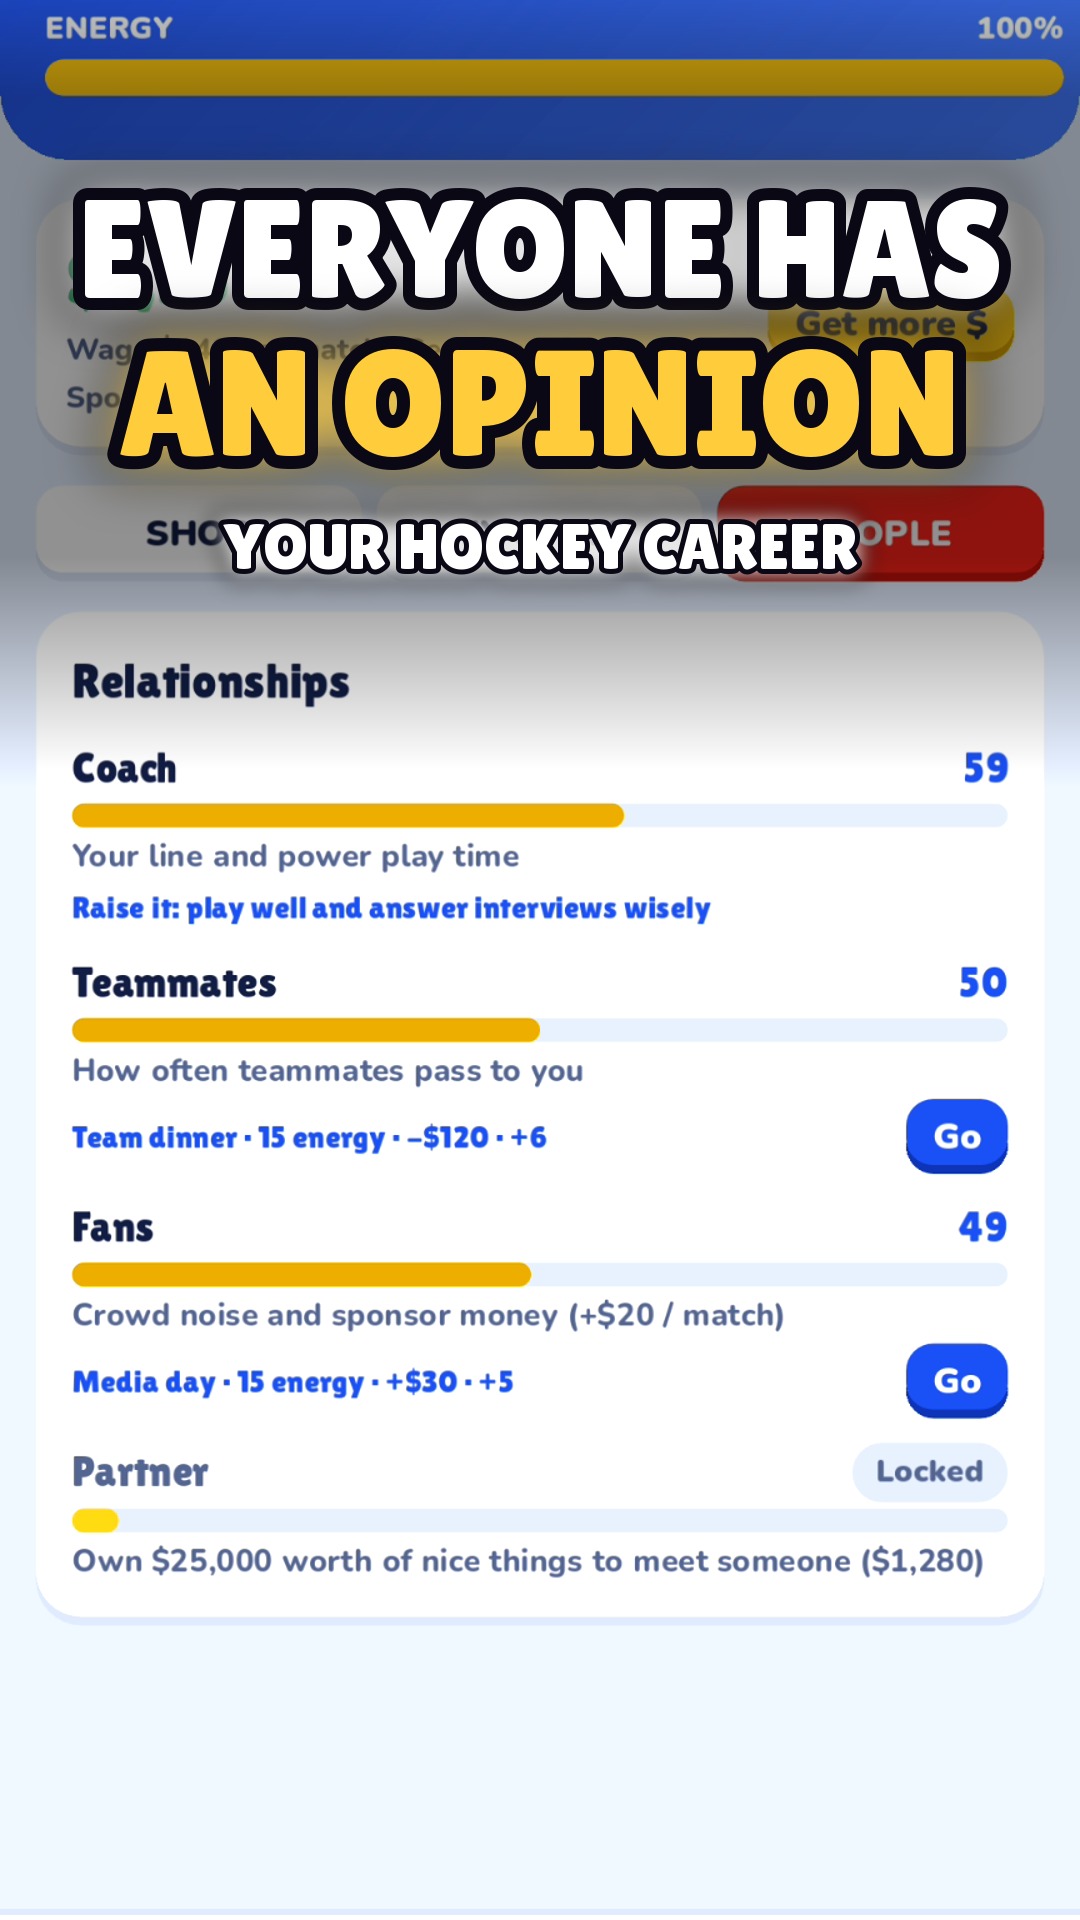 ENERGY 100%
EVERYONE HAS
Get more $
AN OPINION
YOUR HOCKEY CAREER
Relationships
Coach 59
Your line and power play time
Raise it: play well and answer interviews wisely
Teammates 50
How often teammates pass to you
Team dinner · 15 energy · –$120 · +6 Go
Fans 49
Crowd noise and sponsor money (+$20 / match)
Media day · 15 energy · +$30 · +5 Go
Partner Locked
Own $25,000 worth of nice things to meet someone ($1,280)